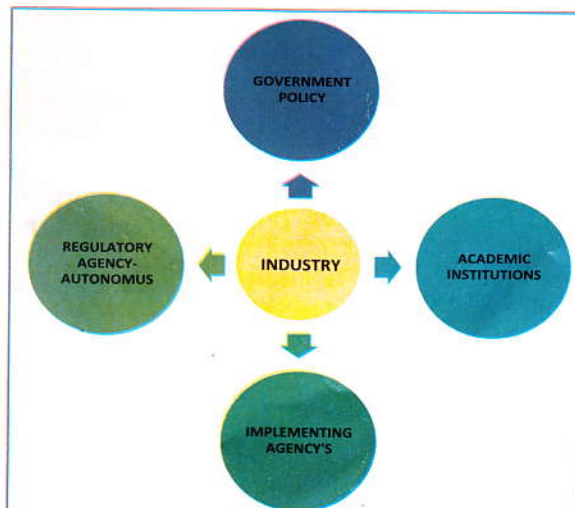 GOVERNMENT
POLICY
REGULATORY
AGENCY-
AUTONOMUS
INDUSTRY
ACADEMIC
INSTITUTIONS
IMPLEMENTING
AGENCY'S